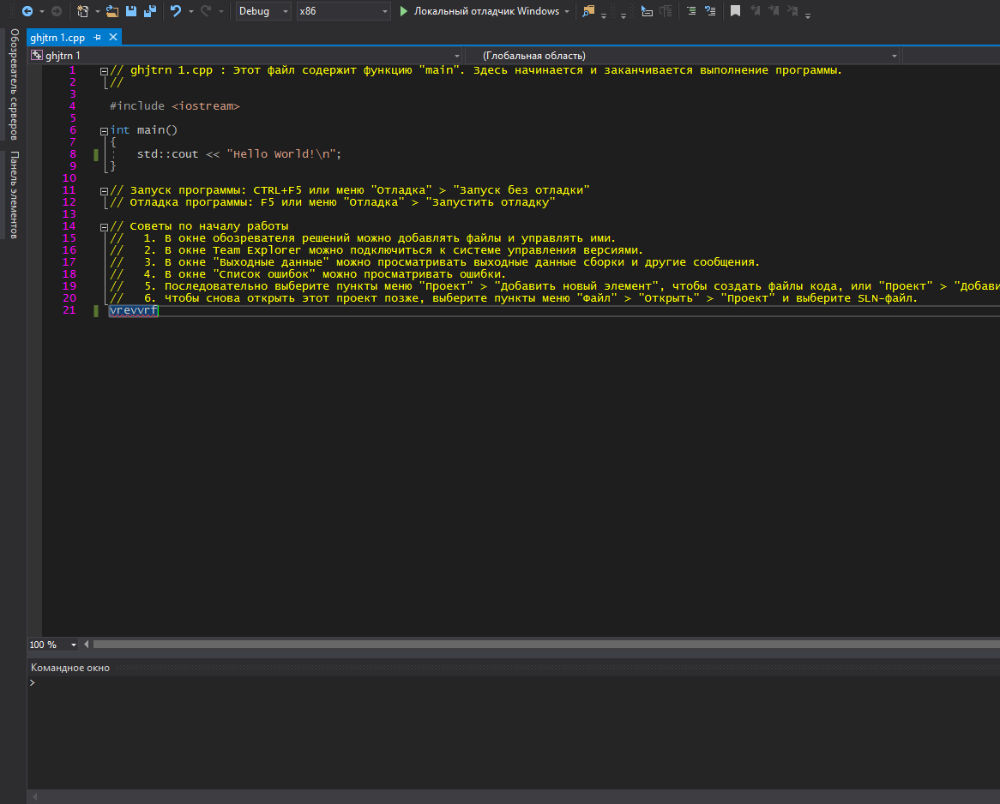 Debug x86 Локальный отладчик Windows
ghjtrn 1.cpp
ghjtrn 1 (Глобальная область)
Обозреватель серверов
Панель элементов
1 // ghjtrn 1.cpp : Этот файл содержит функцию "main". Здесь начинается и заканчивается выполнение программы.
2 //
3
4 #include <iostream>
5
6 int main()
7 {
8 std::cout << "Hello World!\n";
9 }
10
11 // Запуск программы: CTRL+F5 или меню "Отладка" > "Запуск без отладки"
12 // Отладка программы: F5 или меню "Отладка" > "Запустить отладку"
13
14 // Советы по началу работы
15 // 1. В окне обозревателя решений можно добавлять файлы и управлять ими.
16 // 2. В окне Team Explorer можно подключиться к системе управления версиями.
17 // 3. В окне "Выходные данные" можно просматривать выходные данные сборки и другие сообщения.
18 // 4. В окне "Список ошибок" можно просматривать ошибки.
19 // 5. Последовательно выберите пункты меню "Проект" > "Добавить новый элемент", чтобы создать файлы кода, или "Проект" > "Добави
20 // 6. Чтобы снова открыть этот проект позже, выберите пункты меню "Файл" > "Открыть" > "Проект" и выберите SLN-файл.
21 vrevvrf
100 %
Командное окно
>